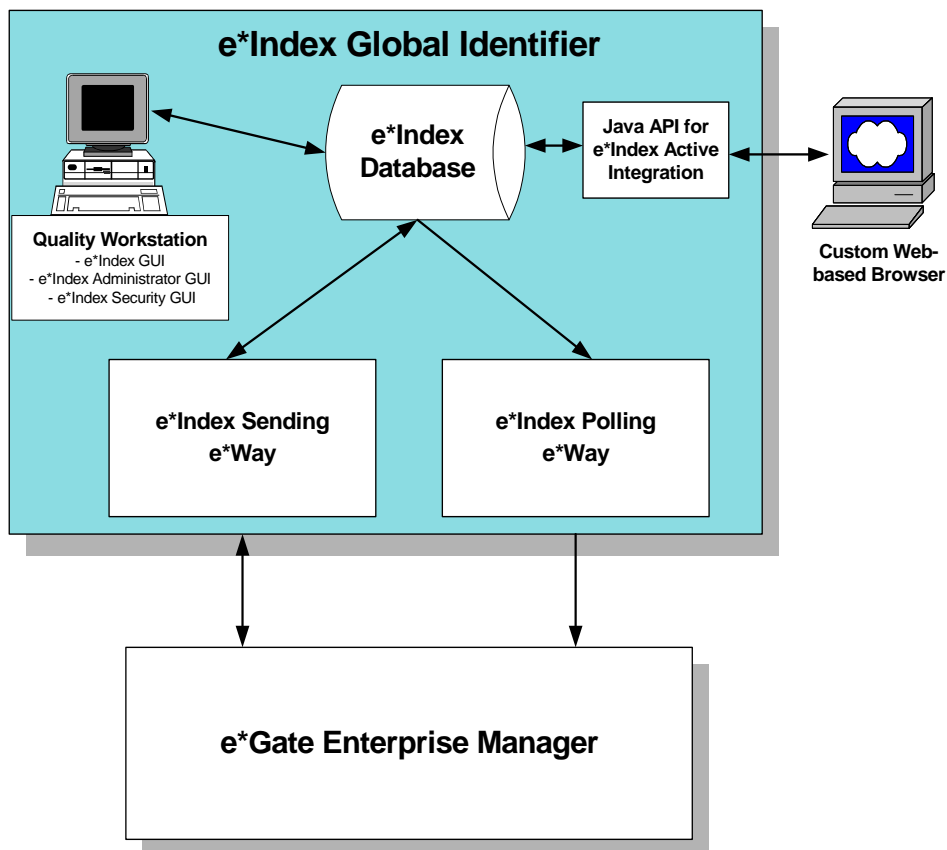 e*Index Global Identifier
e*Index
Database
Java API for
e*Index Active
Integration
Quality Workstation
- e*Index GUI
- e*Index Administrator GUI
- e*Index Security GUI
Custom Web-
based Browser
e*Index Sending
e*Way
e*Index Polling
e*Way
e*Gate Enterprise Manager